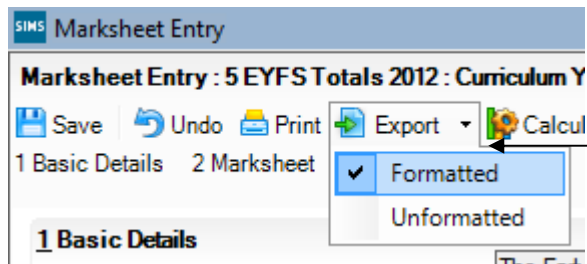 SIMS Marksheet Entry
Marksheet Entry : 5 EYFS Totals 2012 : Curriculum Y
Save Undo Print Export Calcul
1 Basic Details 2 Marksheet
Formatted
Unformatted
1 Basic Details